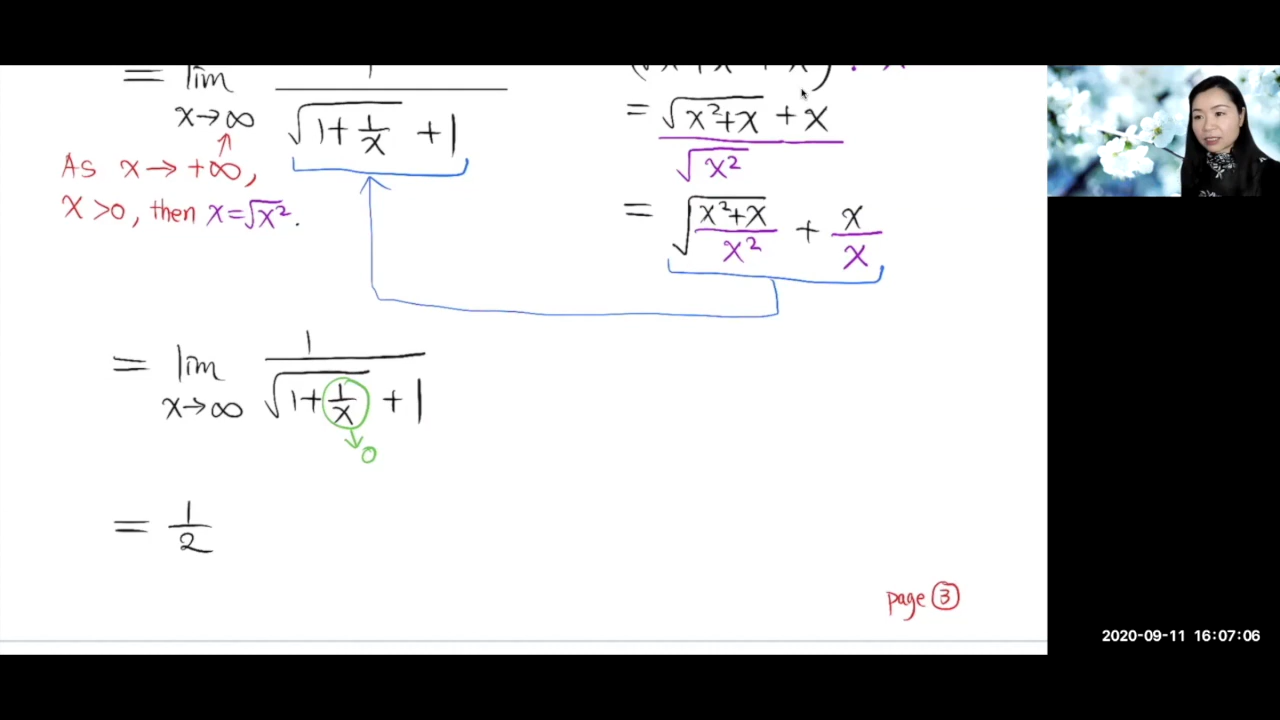 = lim 1
x→∞ √(1+1/x) + 1
As x → +∞,
x > 0, then x = √x².
= √(x²+x) + x
√x²
= √((x²+x)/x²) + x/x
= lim 1
x→∞ √(1+1/x) + 1
0
= 1/2
page ③
2020-09-11 16:07:06